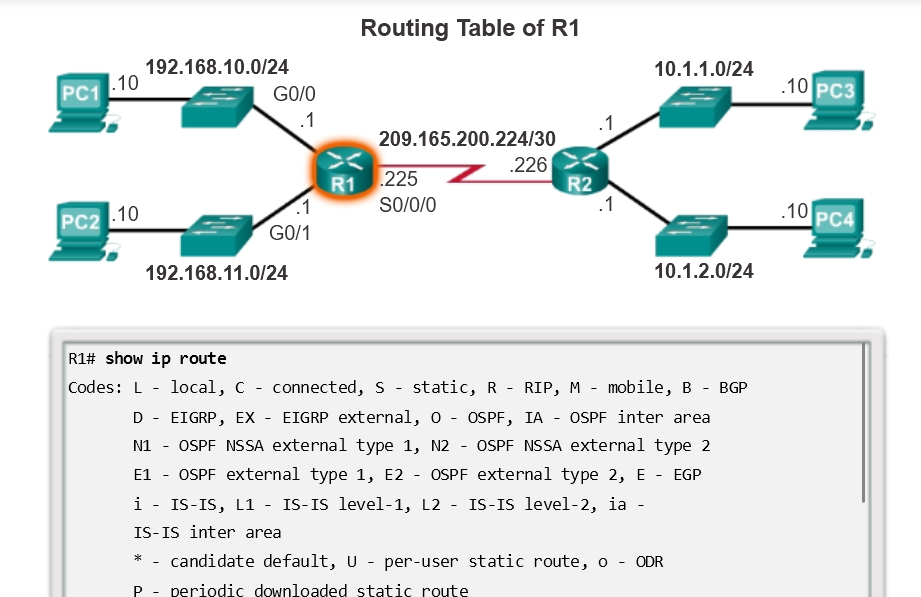 Routing Table of R1
192.168.10.0/24
10.1.1.0/24
PC1
.10
G0/0
.10
PC3
.1
209.165.200.224/30
.1
R1
.225
.226
R2
S0/0/0
PC2
.10
.1
G0/1
.1
.10
PC4
192.168.11.0/24
10.1.2.0/24
R1# show ip route
Codes: L - local, C - connected, S - static, R - RIP, M - mobile, B - BGP
D - EIGRP, EX - EIGRP external, O - OSPF, IA - OSPF inter area
N1 - OSPF NSSA external type 1, N2 - OSPF NSSA external type 2
E1 - OSPF external type 1, E2 - OSPF external type 2, E - EGP
i - IS-IS, L1 - IS-IS level-1, L2 - IS-IS level-2, ia -
IS-IS inter area
* - candidate default, U - per-user static route, o - ODR
P - periodic downloaded static route